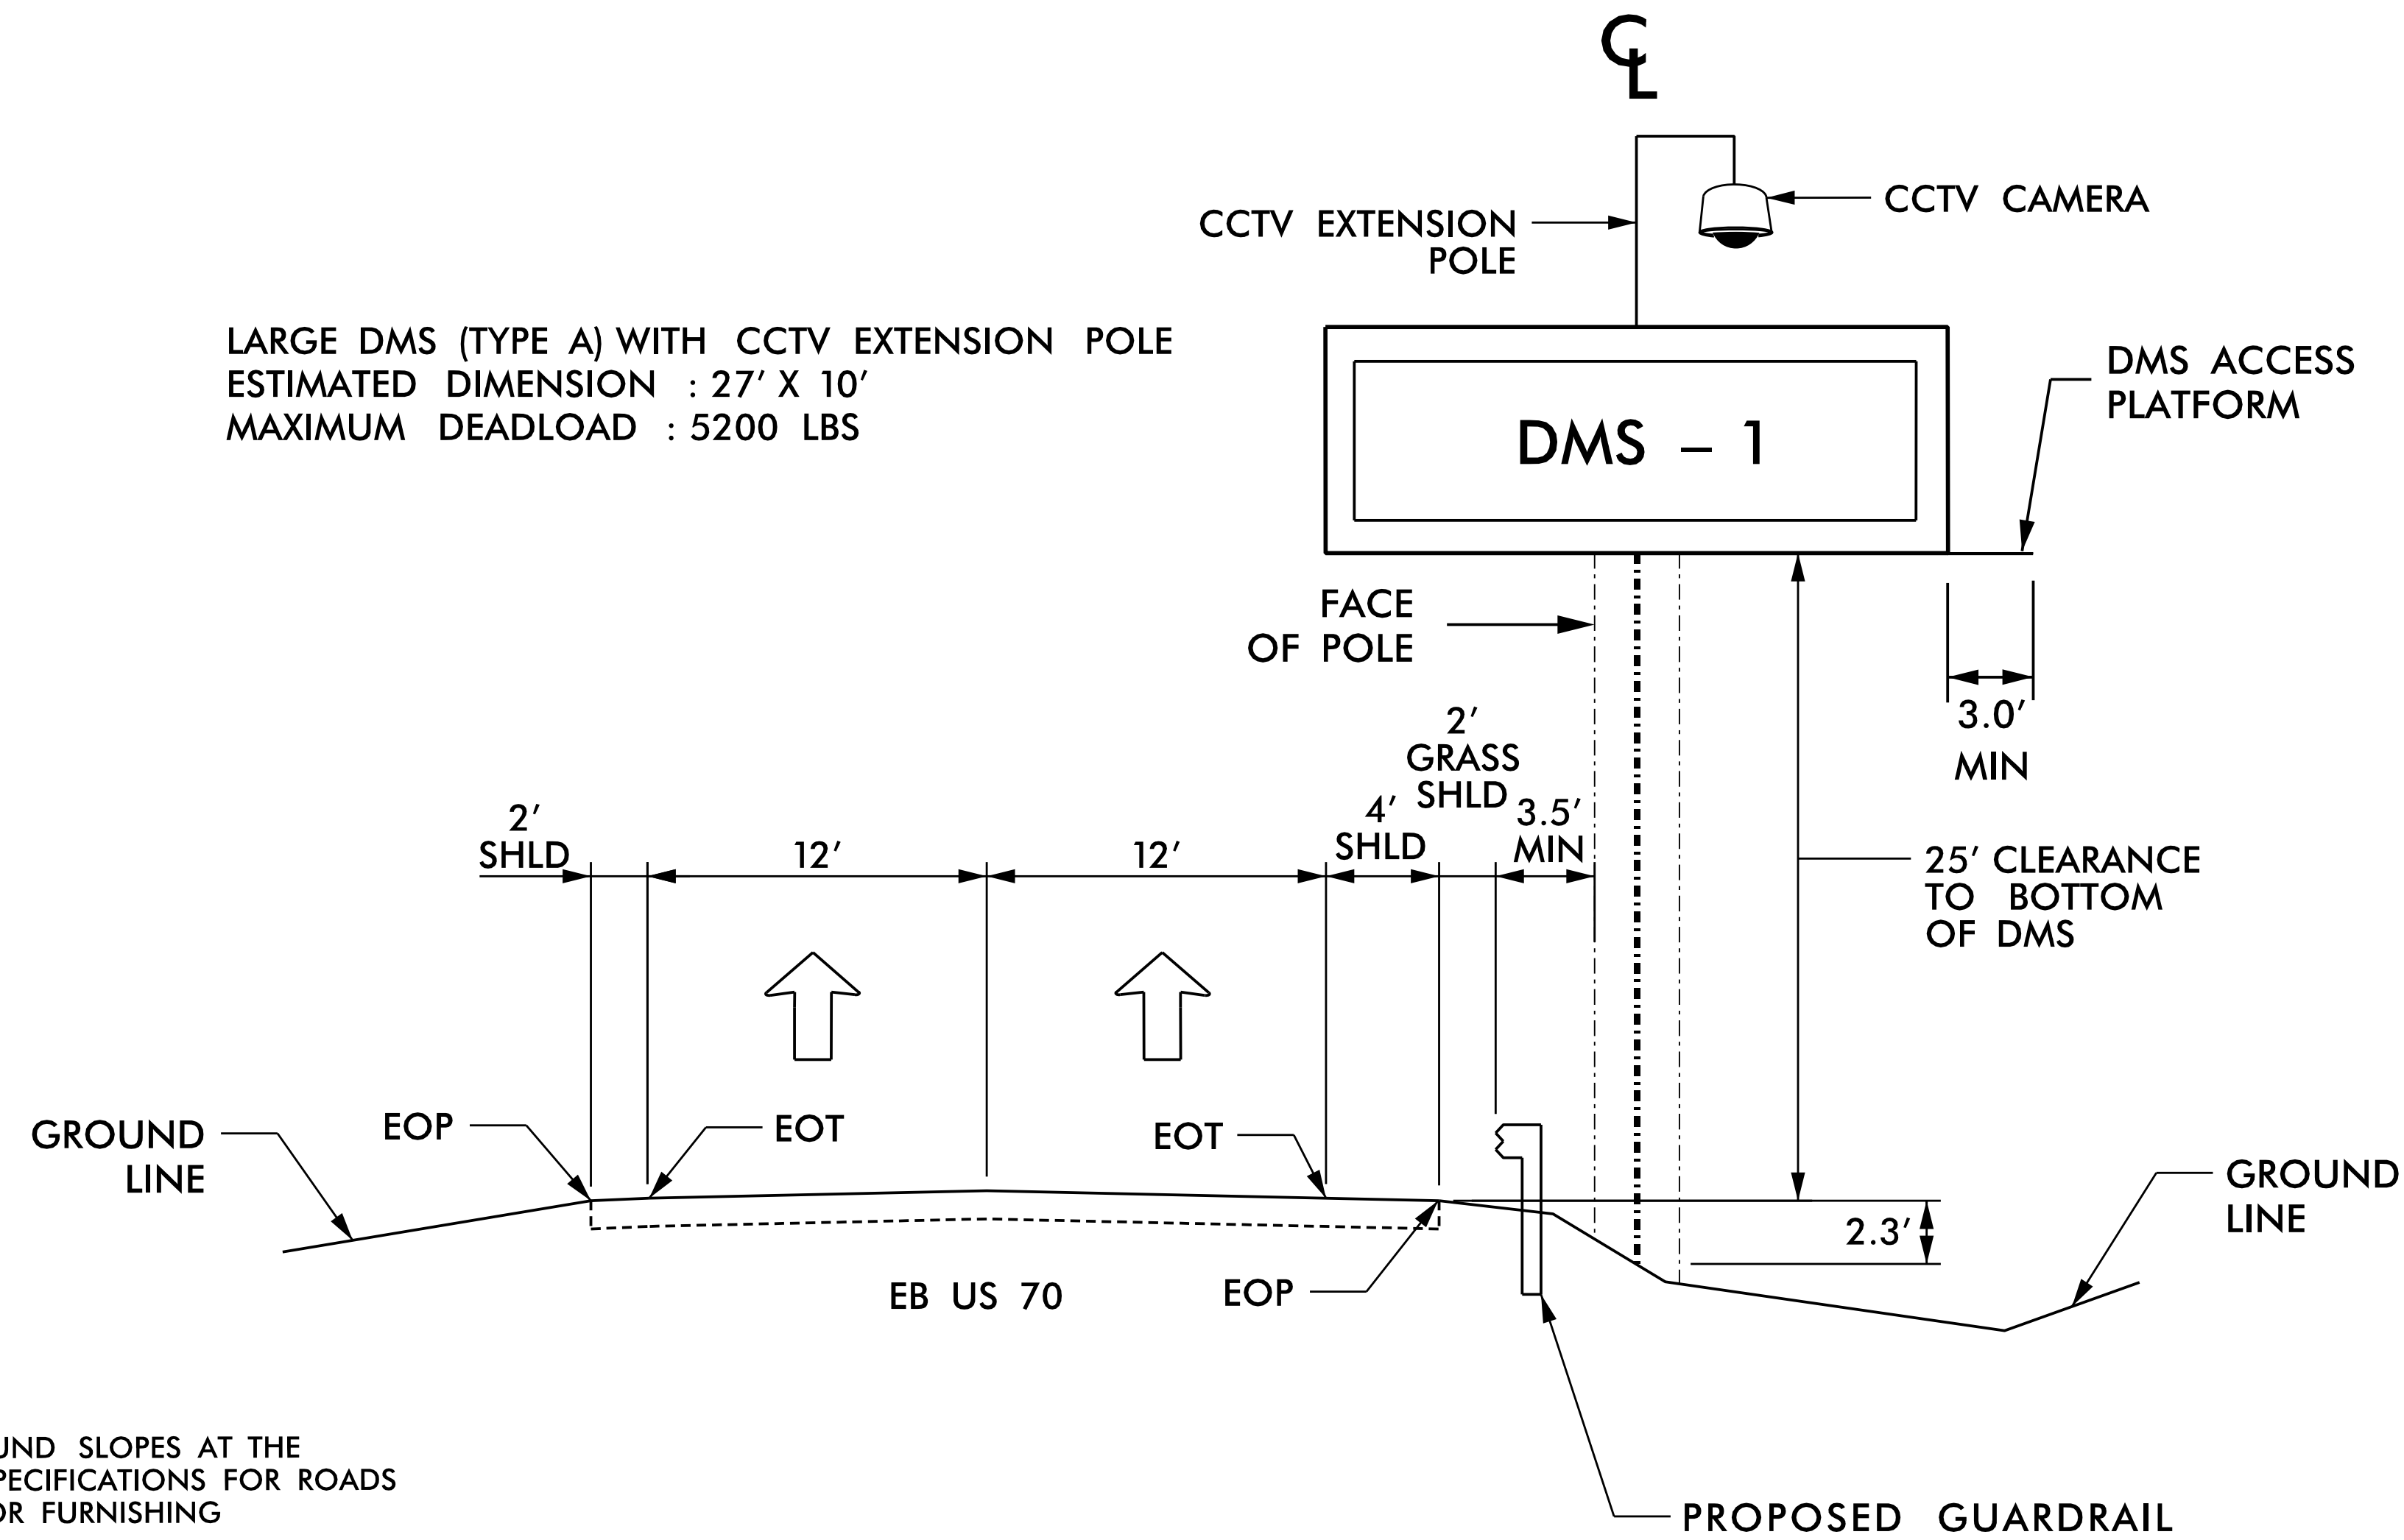 CL
CCTV CAMERA
CCTV EXTENSION
POLE
LARGE DMS (TYPE A) WITH CCTV EXTENSION POLE
ESTIMATED DIMENSION : 27' X 10'
MAXIMUM DEADLOAD : 5200 LBS
DMS ACCESS
PLATFORM
DMS – 1
FACE
OF POLE
3.0'
MIN
2'
GRASS
SHLD
2'
SHLD
12'
12'
4'
SHLD
3.5'
MIN
25' CLEARANCE
TO BOTTOM
OF DMS
GROUND
LINE
EOP
EOT
EOT
GROUND
LINE
2.3'
EB US 70
EOP
SLOPES AT THE
FOR ROADS
FURNISHING
PROPOSED GUARDRAIL